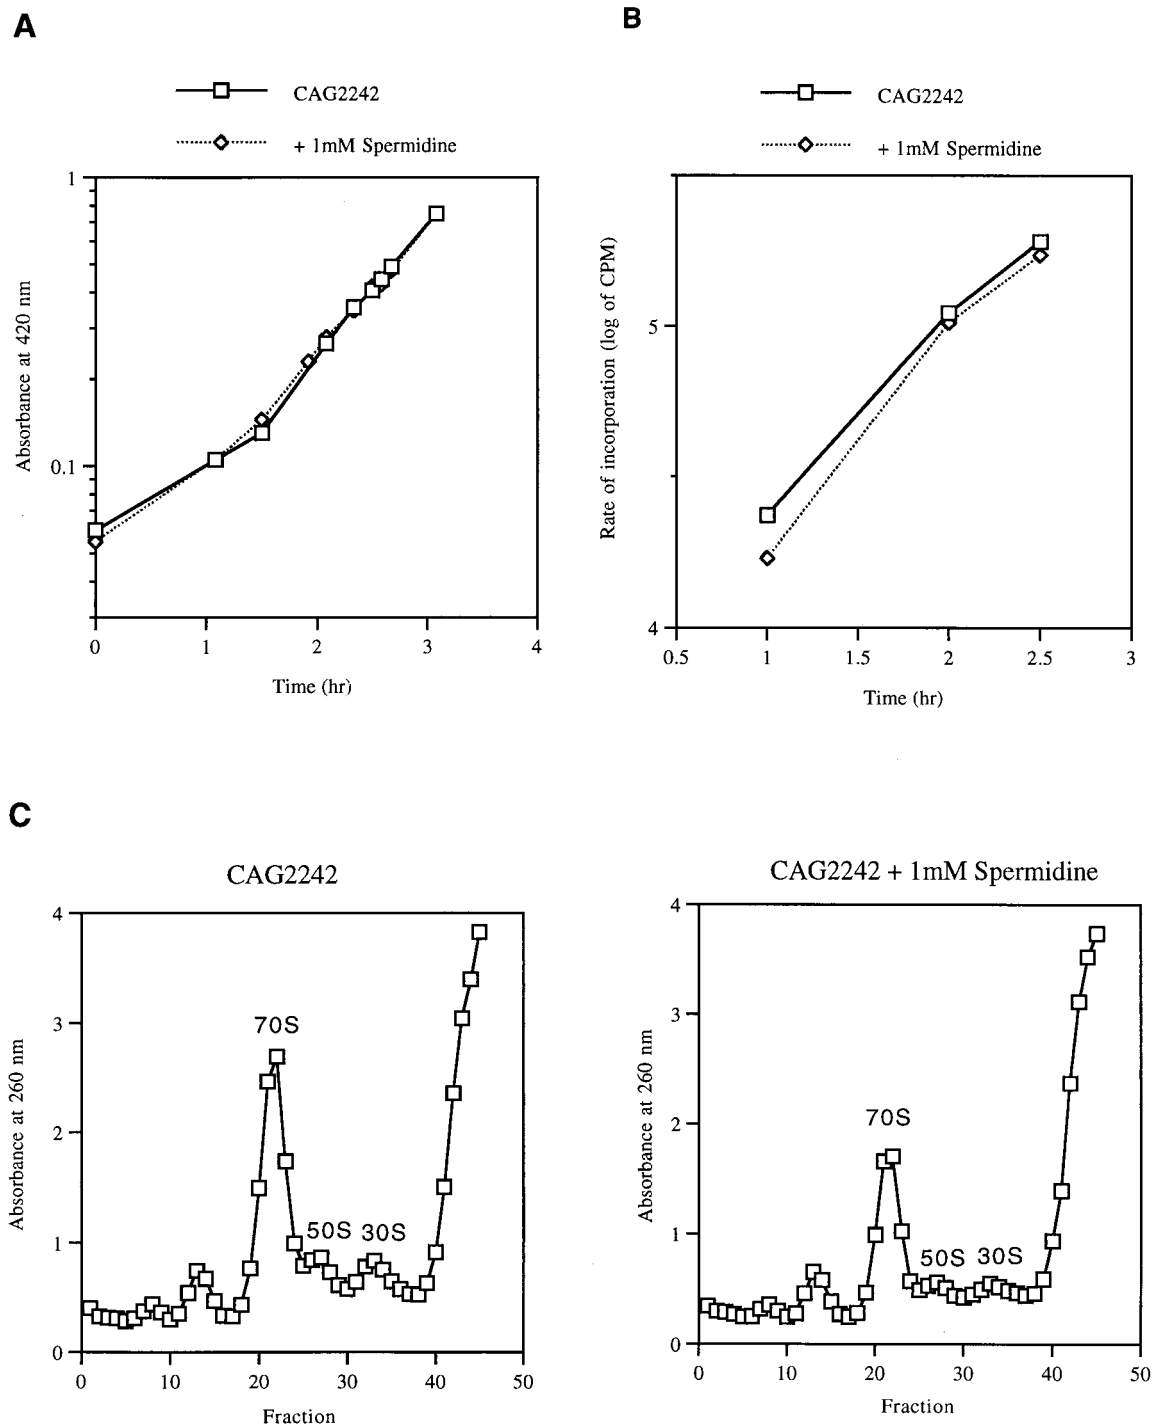 A
CAG2242
+ 1mM Spermidine
1
0.1
Absorbance at 420 nm
0 1 2 3 4
Time (hr)
B
CAG2242
+ 1mM Spermidine
5
4
Rate of incorporation (log of CPM)
0.5 1 1.5 2 2.5 3
Time (hr)
C
CAG2242
4
3
2
1
0
Absorbance at 260 nm
70S
50S 30S
0 10 20 30 40 50
Fraction
CAG2242 + 1mM Spermidine
4
3
2
1
0
Absorbance at 260 nm
70S
50S 30S
0 10 20 30 40 50
Fraction